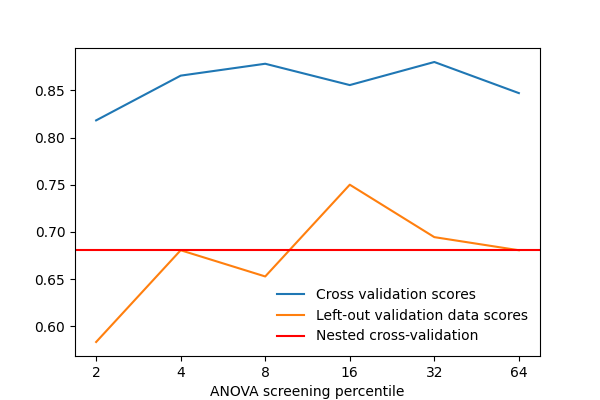 0.85
0.80
0.75
0.70
0.65
0.60
Cross validation scores
Left-out validation data scores
Nested cross-validation
2 4 8 16 32 64
ANOVA screening percentile